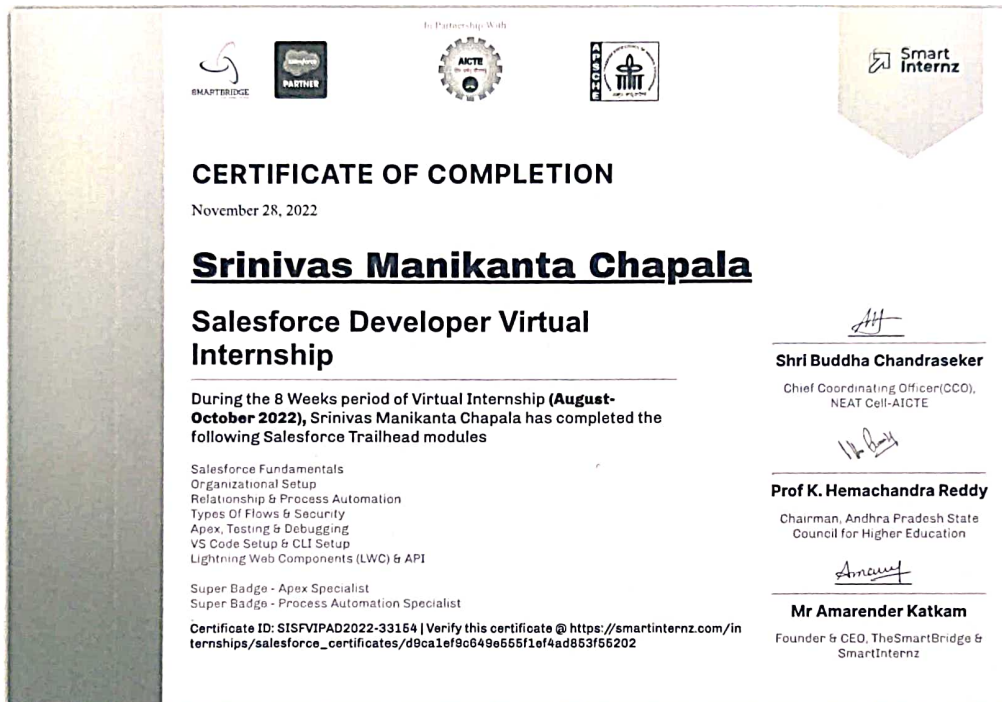 In Partnership With
SMARTBRIDGE
salesforce
PARTNER
AICTE
APSCHE
Smart
Internz
CERTIFICATE OF COMPLETION
November 28, 2022
Srinivas Manikanta Chapala
Salesforce Developer Virtual
Internship
During the 8 Weeks period of Virtual Internship (August-
October 2022), Srinivas Manikanta Chapala has completed the
following Salesforce Trailhead modules
Salesforce Fundamentals
Organizational Setup
Relationship & Process Automation
Types Of Flows & Security
Apex, Testing & Debugging
VS Code Setup & CLI Setup
Lightning Web Components (LWC) & API
Super Badge - Apex Specialist
Super Badge - Process Automation Specialist
Certificate ID: SISFVIPAD2022-33154 | Verify this certificate @ https://smartinternz.com/in
ternships/salesforce_certificates/d9ca1ef9c649e555f1ef4ad853f55202
Shri Buddha Chandraseker
Chief Coordinating Officer(CCO),
NEAT Cell-AICTE
Prof K. Hemachandra Reddy
Chairman, Andhra Pradesh State
Council for Higher Education
Mr Amarender Katkam
Founder & CEO, TheSmartBridge &
SmartInternz